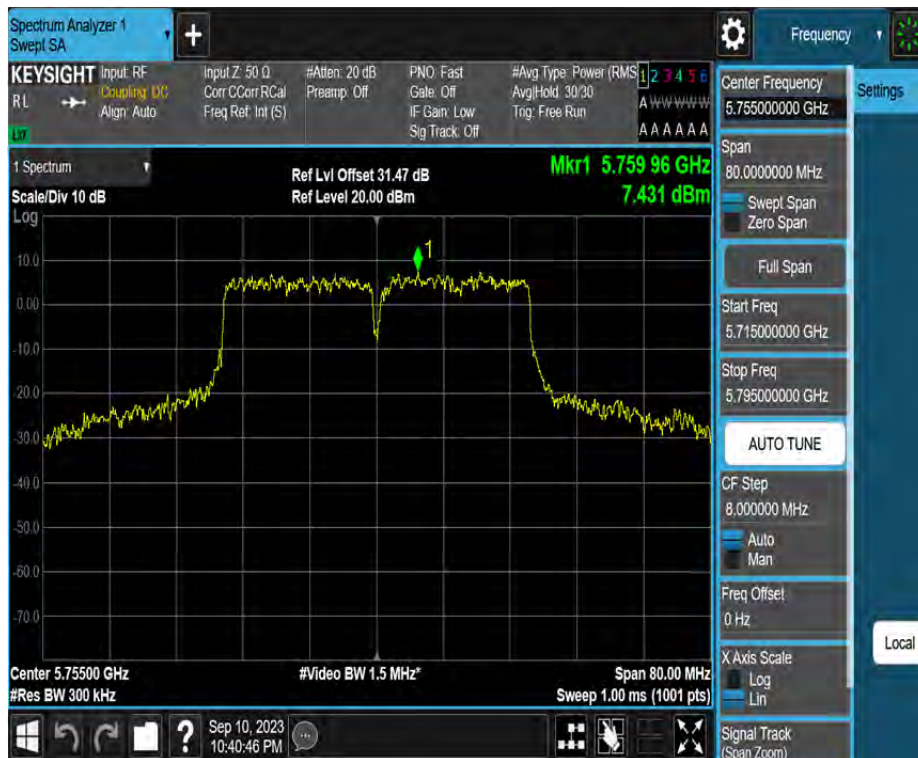 Spectrum Analyzer 1
Swept SA
+
Frequency
KEYSIGHT
RL
LXI
Input: RF
Coupling: DC
Align: Auto
Input Z: 50 Ω
Corr CCorr RCal
Freq Ref: Int (S)
#Atten: 20 dB
Preamp: Off
PNO: Fast
Gate: Off
IF Gain: Low
Sig Track: Off
#Avg Type: Power (RMS
Avg|Hold: 30/30
Trig: Free Run
1 2 3 4 5 6
A W W W W W
A A A A A A
1 Spectrum
Scale/Div 10 dB
Log
Ref Lvl Offset 31.47 dB
Ref Level 20.00 dBm
Mkr1 5.759 96 GHz
7.431 dBm
1
10.0
0.00
-10.0
-20.0
-30.0
-40.0
-50.0
-60.0
-70.0
Center 5.75500 GHz
#Res BW 300 kHz
#Video BW 1.5 MHz*
Span 80.00 MHz
Sweep 1.00 ms (1001 pts)
?
Sep 10, 2023
10:40:46 PM
Center Frequency
5.755000000 GHz
Span
80.0000000 MHz
Swept Span
Zero Span
Full Span
Start Freq
5.715000000 GHz
Stop Freq
5.795000000 GHz
AUTO TUNE
CF Step
8.000000 MHz
Auto
Man
Freq Offset
0 Hz
X Axis Scale
Log
Lin
Signal Track
(Span Zoom)
Settings
Local